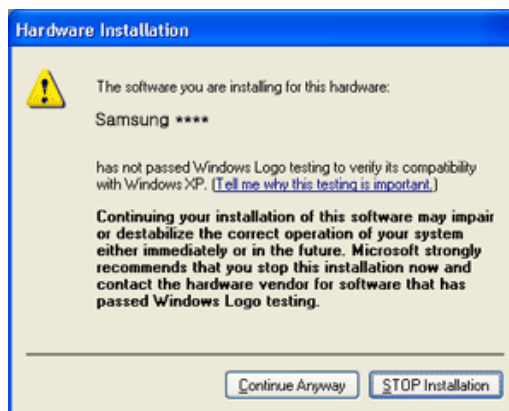 Hardware Installation
The software you are installing for this hardware:
Samsung ****
has not passed Windows Logo testing to verify its compatibility
with Windows XP. (Tell me why this testing is important.)
Continuing your installation of this software may impair
or destabilize the correct operation of your system
either immediately or in the future. Microsoft strongly
recommends that you stop this installation now and
contact the hardware vendor for software that has
passed Windows Logo testing.
Continue Anyway
STOP Installation